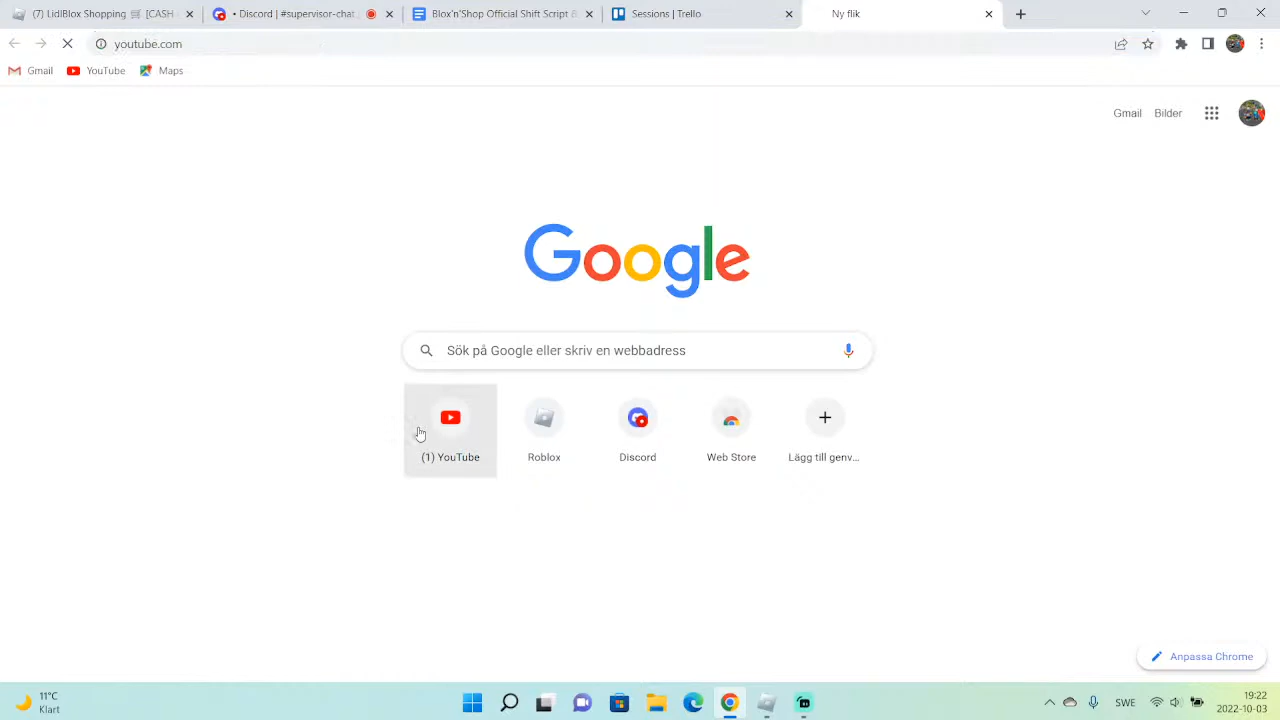 (7) LidBlox Shopping 🛒 [CASH
• Discord | #supervisor-chat
Blox'fShop'Official Shift Script &
Sessions | Trello
Ny flik
youtube.com
Gmail
YouTube
Maps
Gmail
Bilder
Google
Sök på Google eller skriv en webbadress
(1) YouTube
Roblox
Discord
Web Store
Lägg till genv...
Anpassa Chrome
11°C
Klart
SWE
19:22
2022-10-03